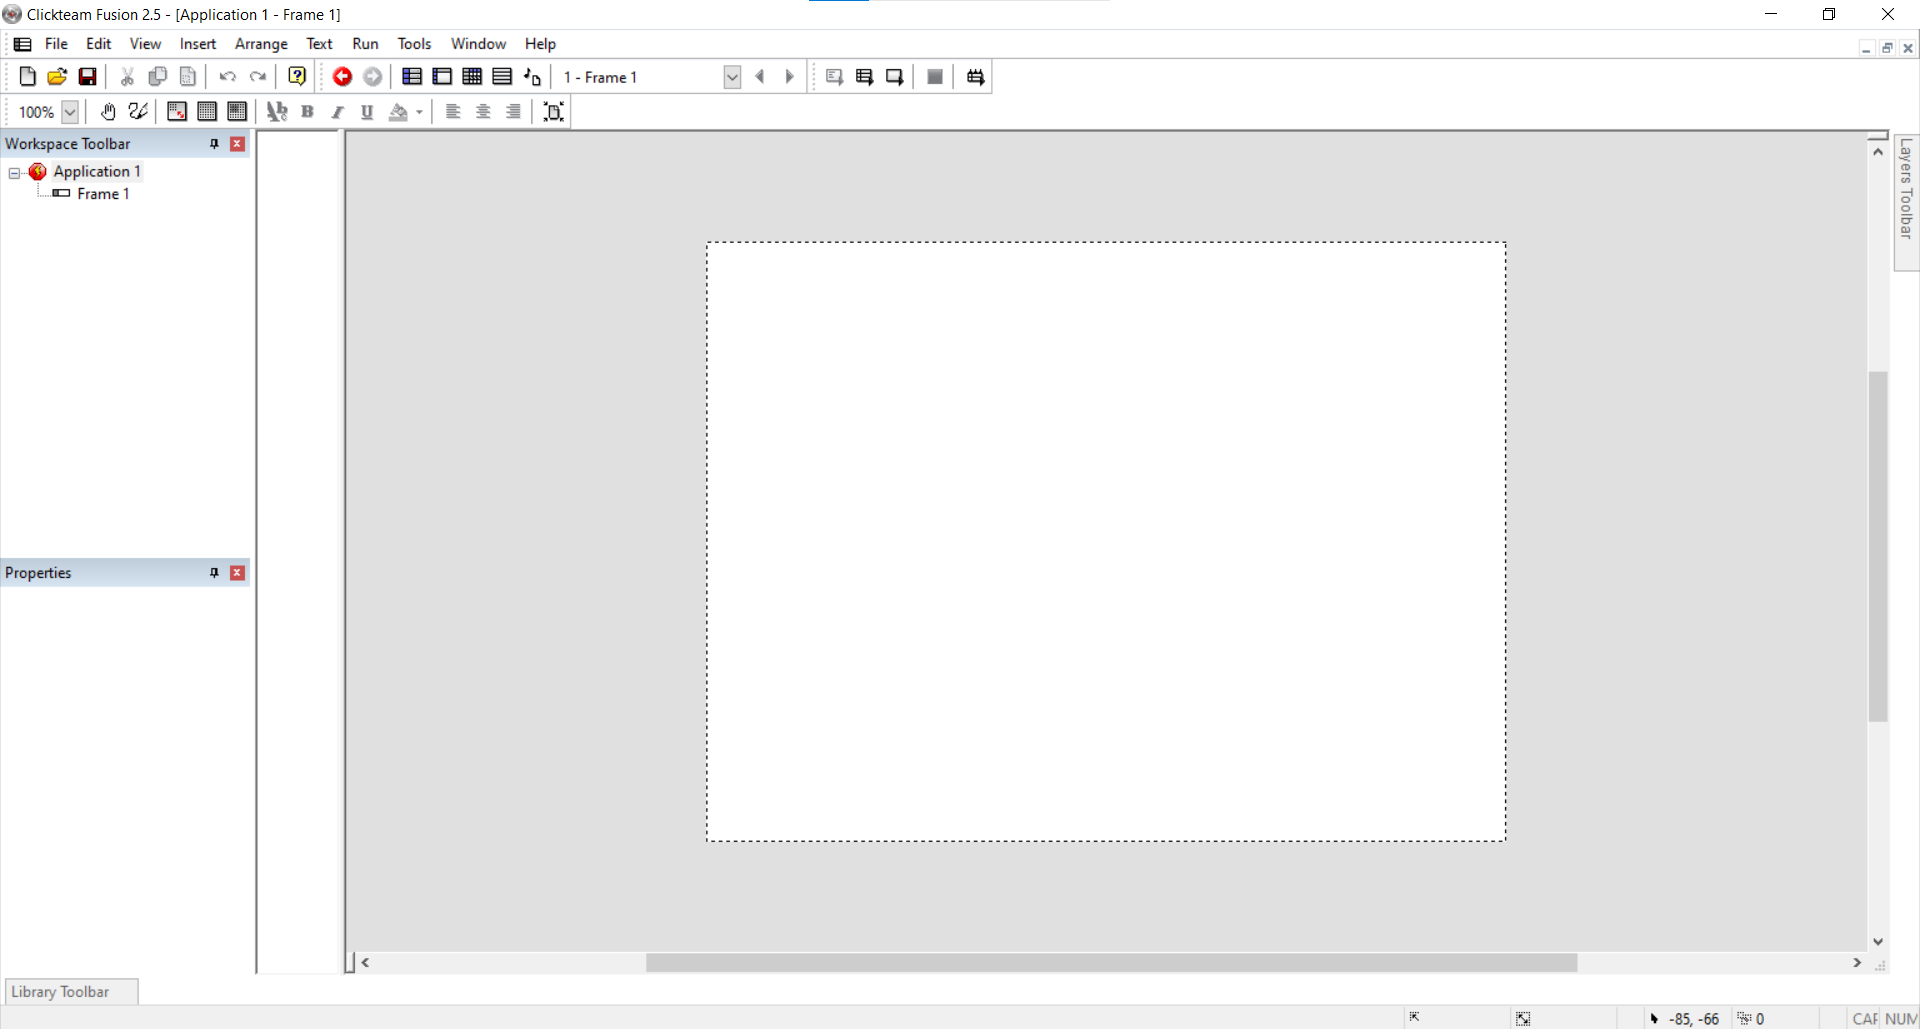 Clickteam Fusion 2.5 - [Application 1 - Frame 1]
File Edit View Insert Arrange Text Run Tools Window Help
1 - Frame 1
100%
Workspace Toolbar
Application 1
Frame 1
Layers Toolbar
Properties
Library Toolbar
-85, -66 0 CAP NUM